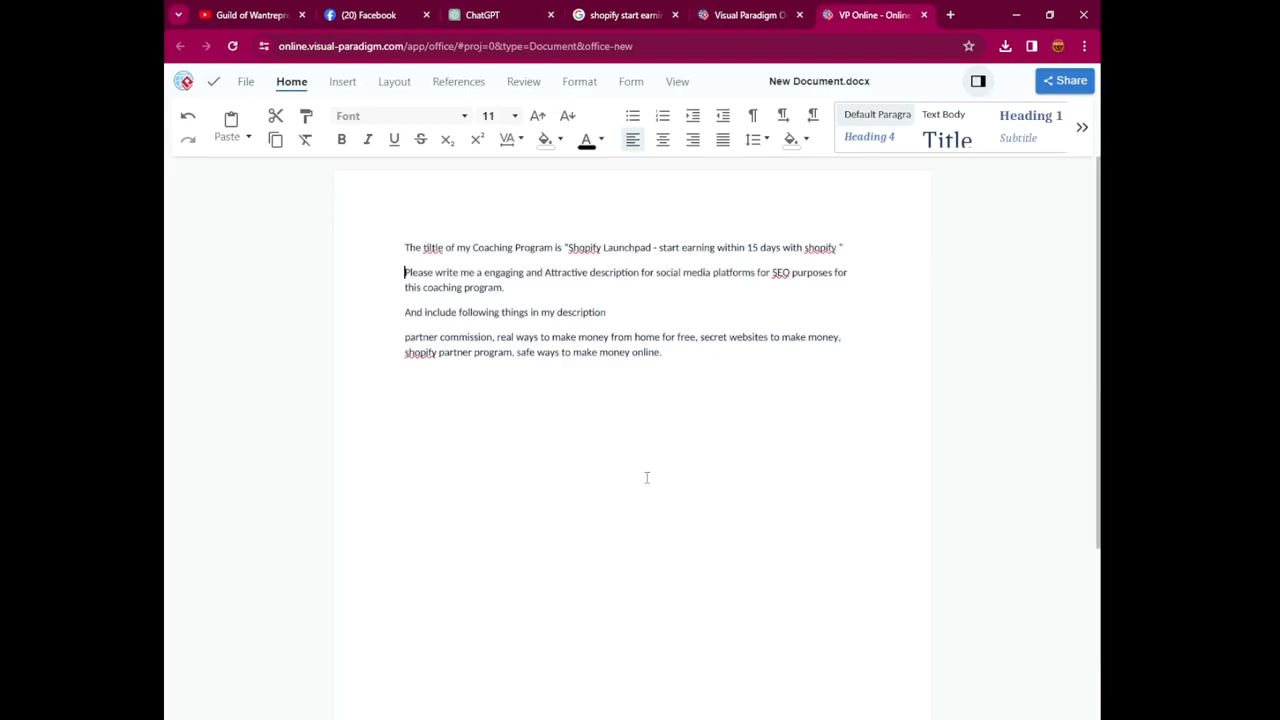 Guild of Wantrepre
(20) Facebook
ChatGPT
shopify start earni
Visual Paradigm O
VP Online - Online
online.visual-paradigm.com/app/office/#proj=0&type=Document&office-new
File Home Insert Layout References Review Format Form View
New Document.docx
Share
Paste
Font
11
Default Paragra
Text Body
Heading 1
Heading 4
Title
Subtitle
The tiltle of my Coaching Program is "Shopify Launchpad - start earning within 15 days with shopify "
Please write me a engaging and Attractive description for social media platforms for SEO purposes for
this coaching program.
And include following things in my description
partner commission, real ways to make money from home for free, secret websites to make money,
shopify partner program, safe ways to make money online.